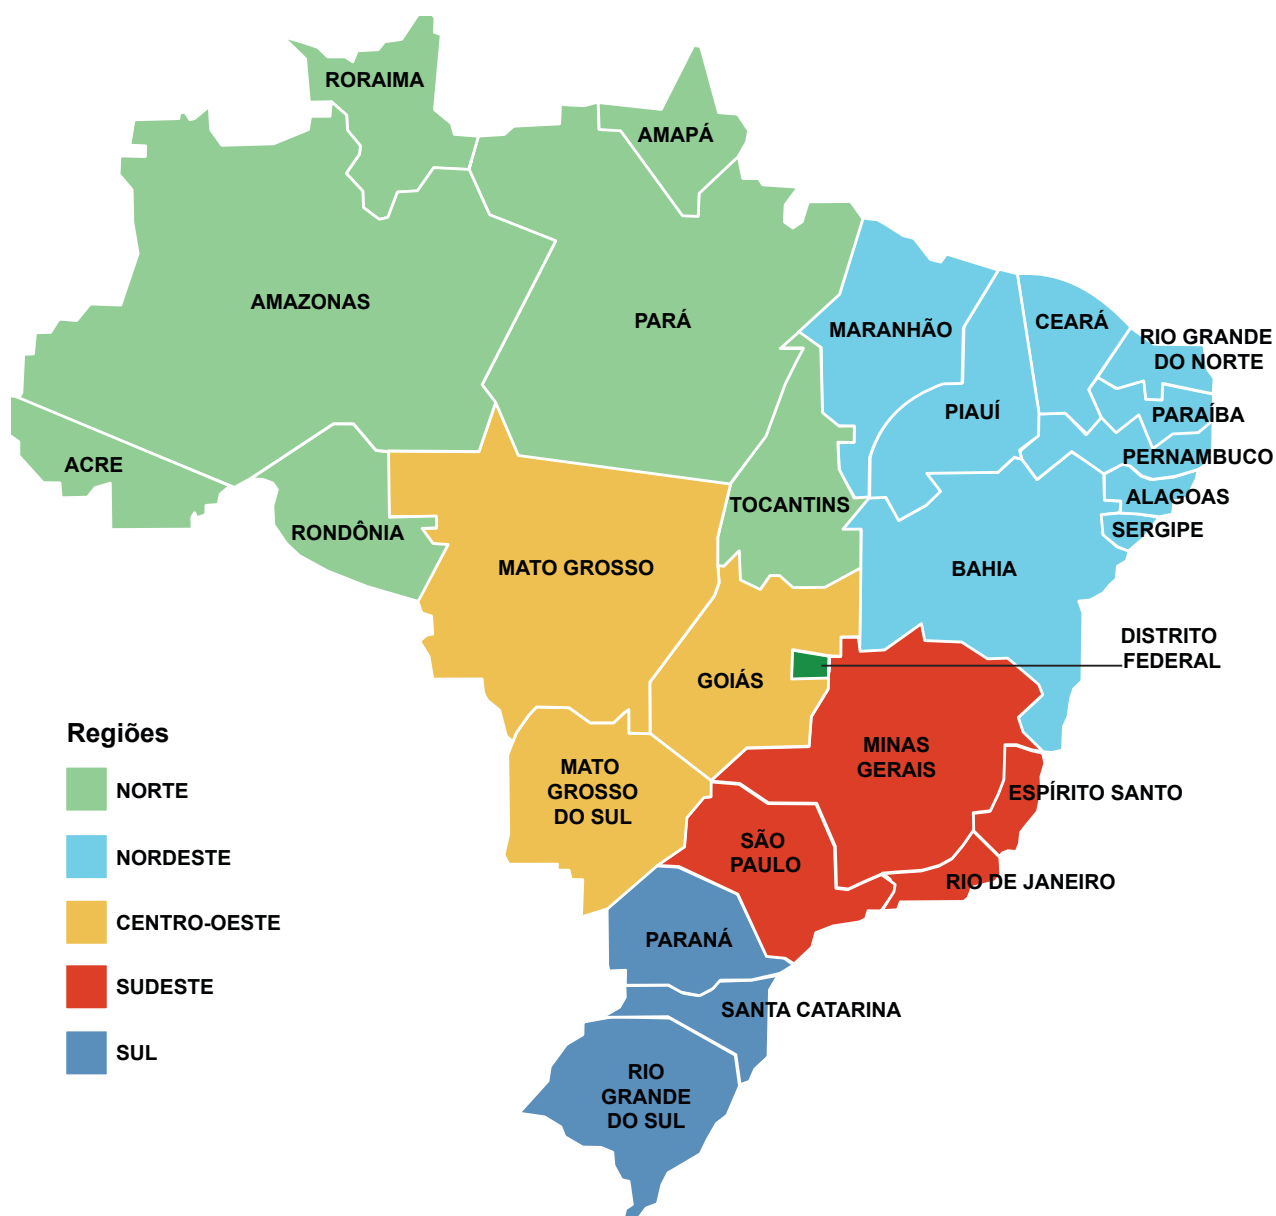 RORAIMA
AMAPÁ
AMAZONAS
PARÁ
MARANHÃO
CEARÁ
RIO GRANDE
DO NORTE
PIAUÍ
PARAÍBA
PERNAMBUCO
ACRE
TOCANTINS
ALAGOAS
RONDÔNIA
SERGIPE
MATO GROSSO
BAHIA
DISTRITO
FEDERAL
GOIÁS
MINAS
GERAIS
MATO
GROSSO
DO SUL
ESPÍRITO SANTO
SÃO
PAULO
RIO DE JANEIRO
PARANÁ
SANTA CATARINA
RIO
GRANDE
DO SUL
Regiões
NORTE
NORDESTE
CENTRO-OESTE
SUDESTE
SUL